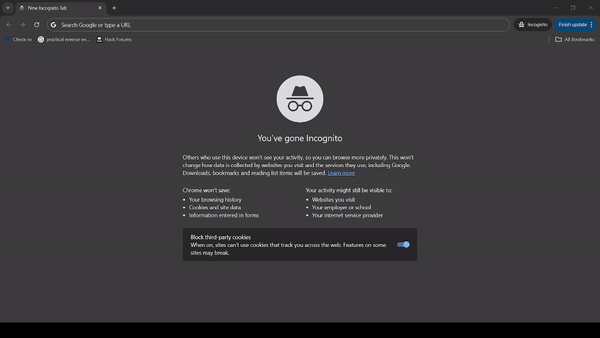 New Incognito Tab
Search Google or type a URL
Incognito
Finish update
practical reverse en...
Hack Forums
All Bookmarks
You've gone Incognito
Others who use this device won't see your activity, so you can browse more privately. This won't
change how data is collected by websites you visit and the services they use, including Google.
Downloads, bookmarks and reading list items will be saved. Learn more
Chrome won't save:
• Your browsing history
• Cookies and site data
• Information entered in forms
Your activity might still be visible to:
• Websites you visit
• Your employer or school
• Your internet service provider
Block third-party cookies
When on, sites can't use cookies that track you across the web. Features on some
sites may break.